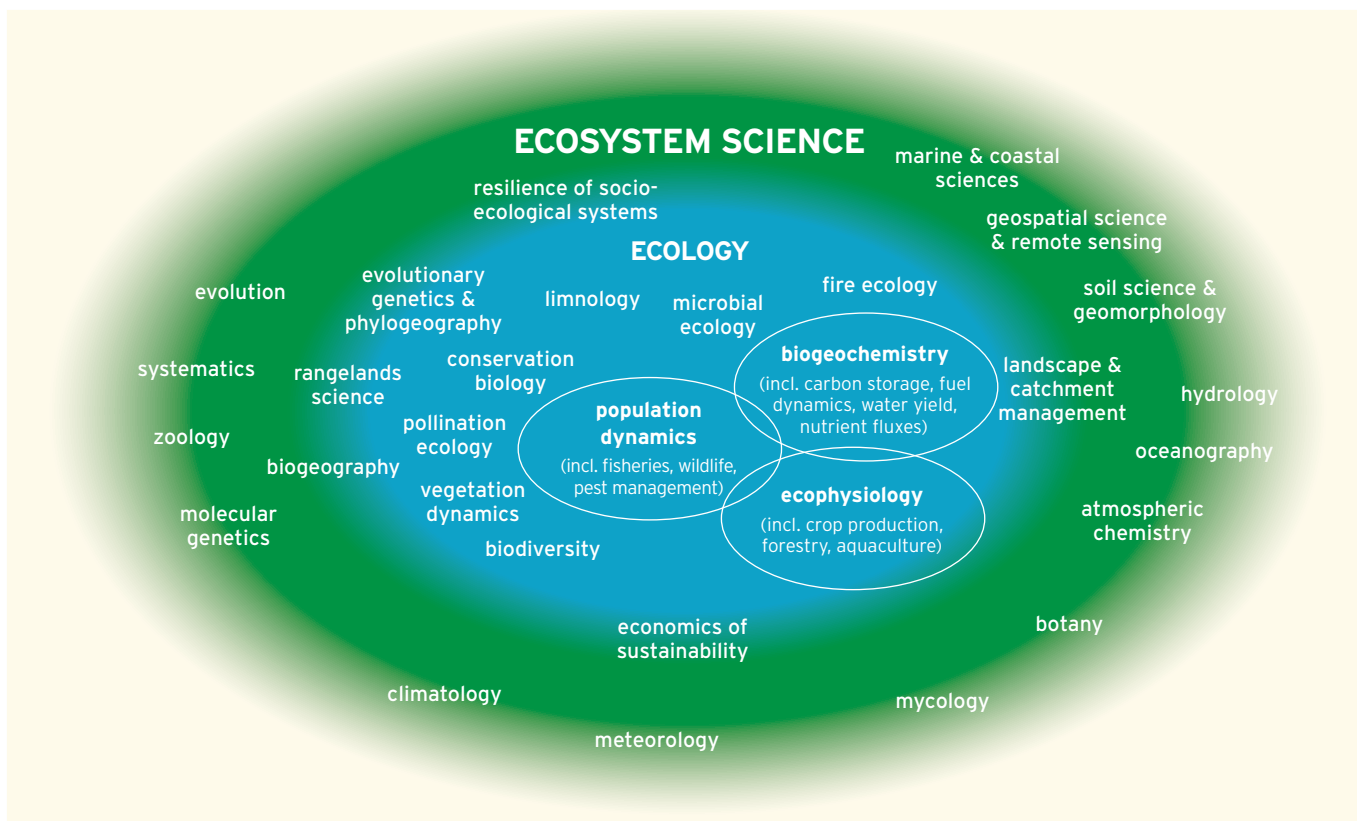 ECOSYSTEM SCIENCE
marine & coastal
sciences
resilience of socio-
ecological systems
geospatial science
& remote sensing
ECOLOGY
evolution
evolutionary
genetics &
phylogeography
limnology
microbial
ecology
fire ecology
soil science &
geomorphology
systematics
rangelands
science
conservation
biology
biogeochemistry
(incl. carbon storage, fuel
dynamics, water yield,
nutrient fluxes)
landscape &
catchment
management
hydrology
zoology
pollination
ecology
population
dynamics
(incl. fisheries, wildlife,
pest management)
oceanography
biogeography
vegetation
dynamics
ecophysiology
(incl. crop production,
forestry, aquaculture)
molecular
genetics
atmospheric
chemistry
biodiversity
economics of
sustainability
botany
climatology
mycology
meteorology